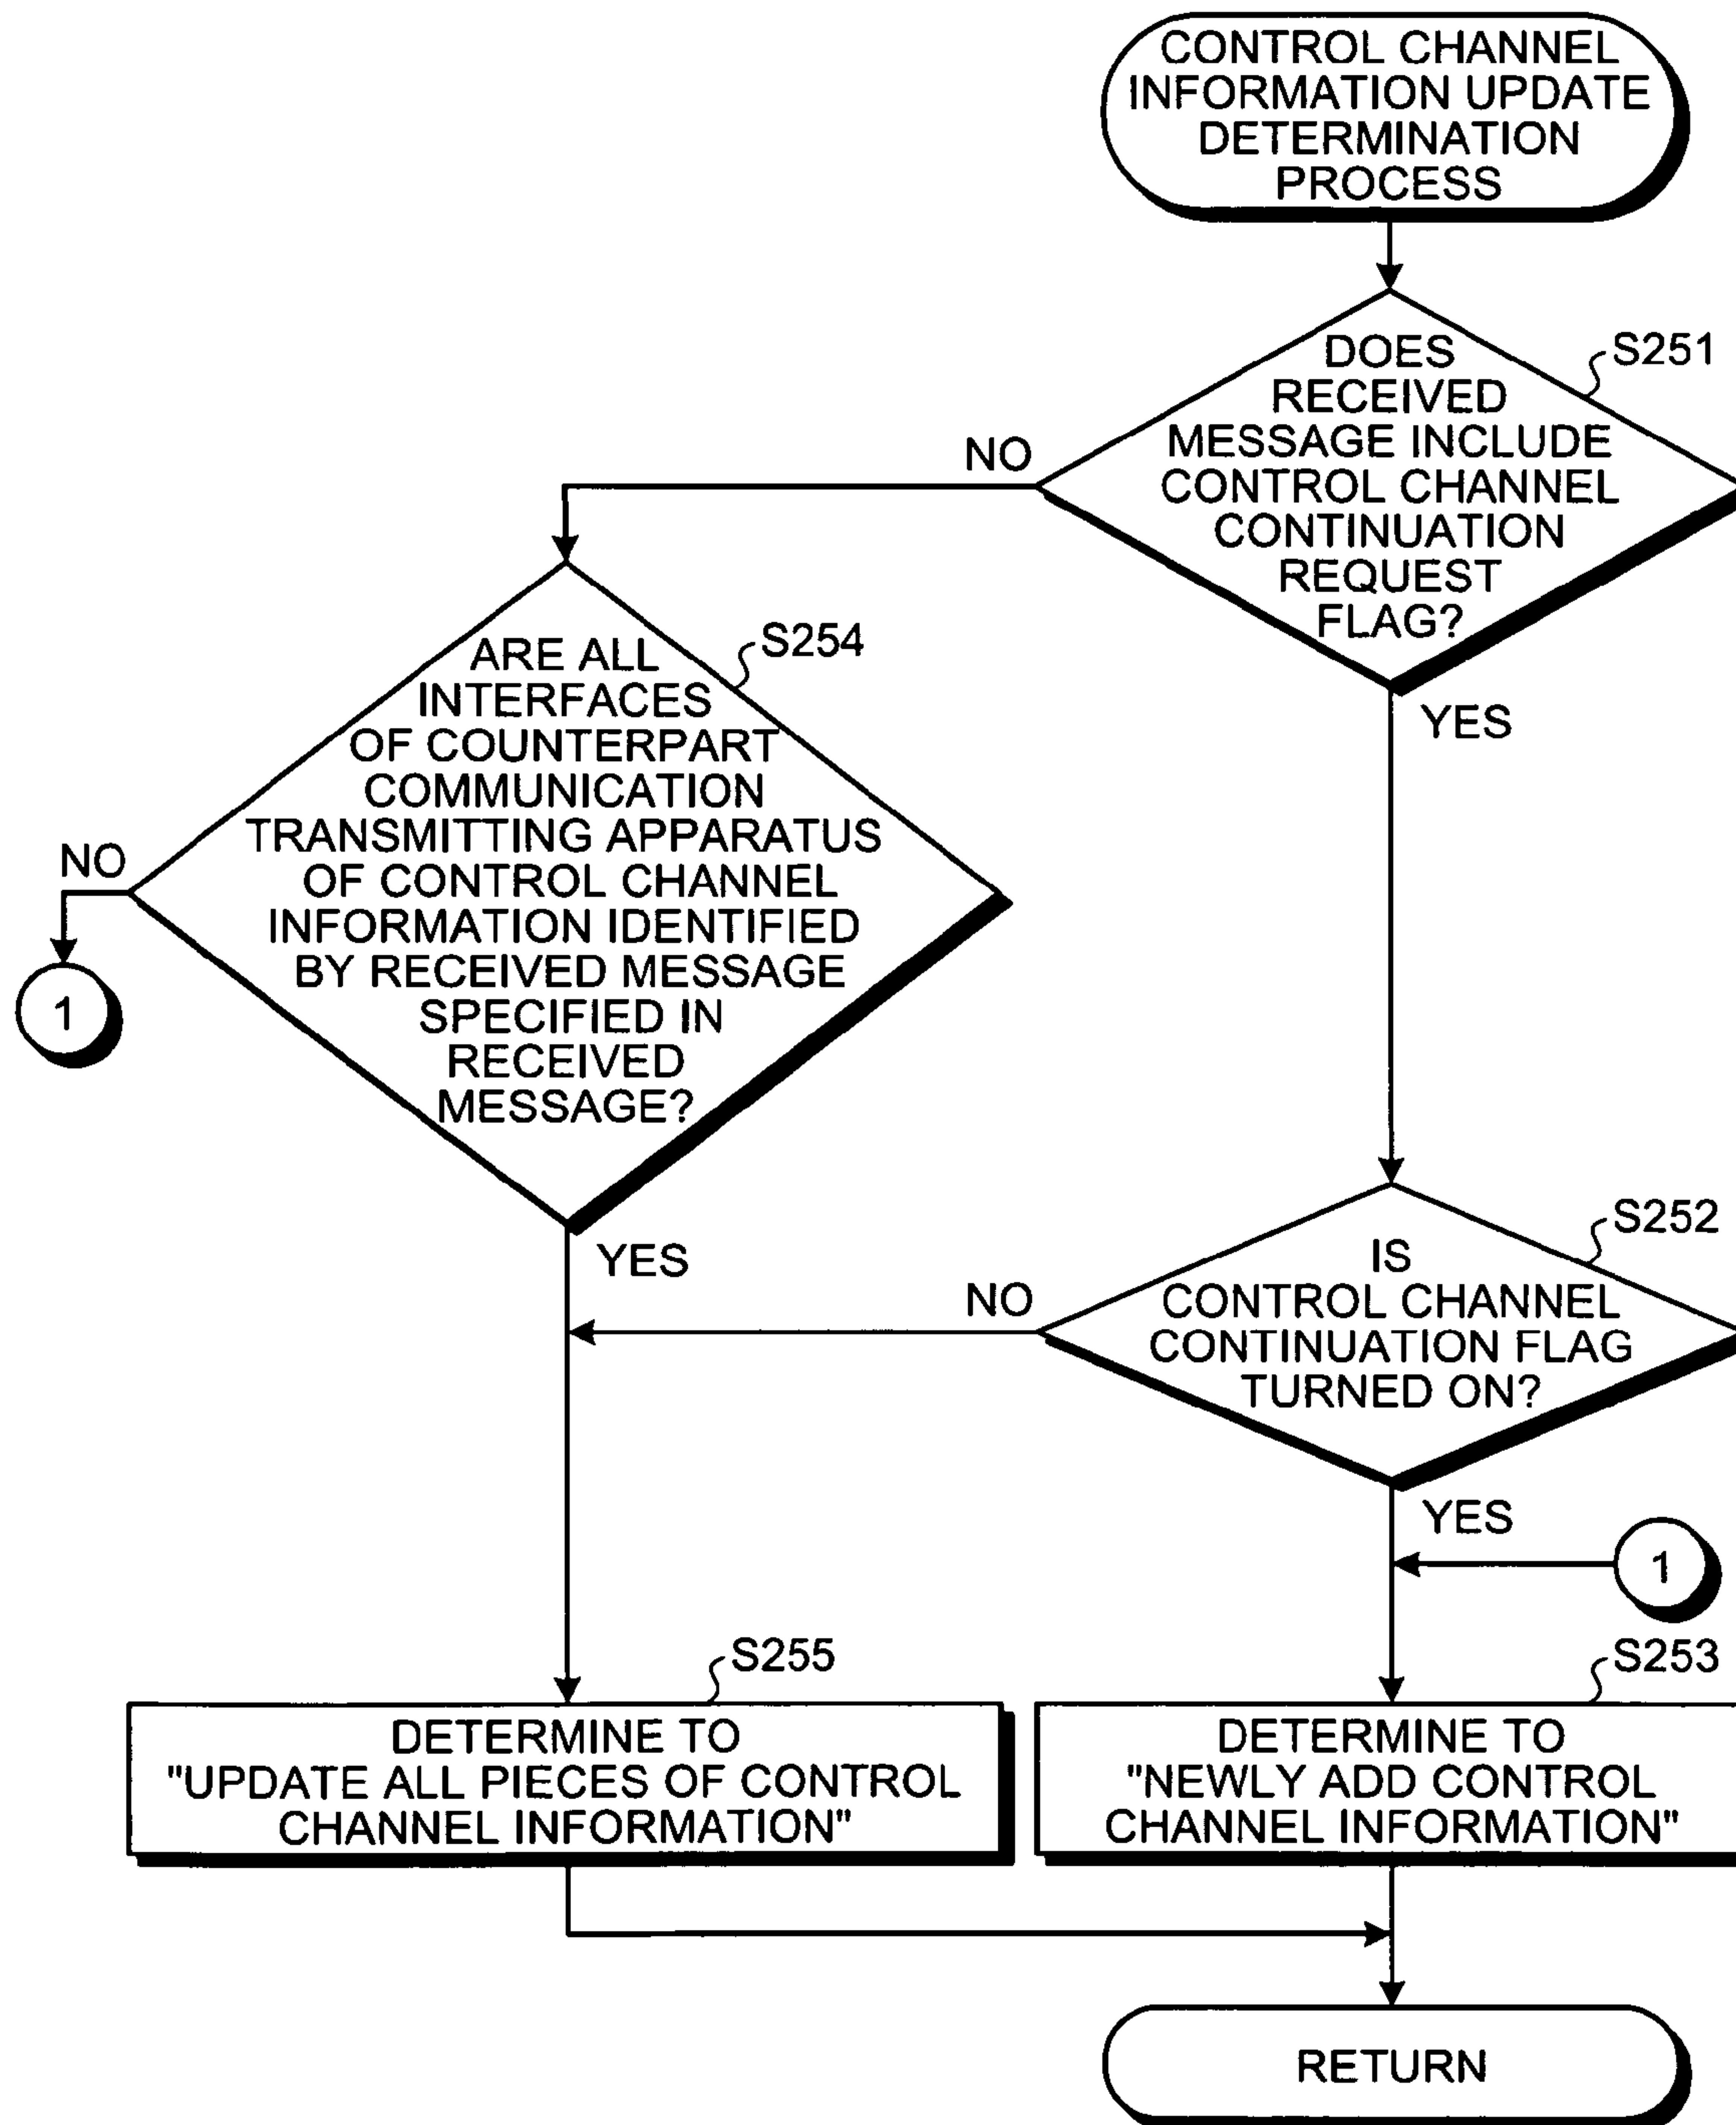 CONTROL CHANNEL
INFORMATION UPDATE
DETERMINATION
PROCESS
S251
DOES
RECEIVED
MESSAGE INCLUDE
CONTROL CHANNEL
CONTINUATION
REQUEST
FLAG?
NO
YES
S254
ARE ALL
INTERFACES
OF COUNTERPART
COMMUNICATION
TRANSMITTING APPARATUS
OF CONTROL CHANNEL
INFORMATION IDENTIFIED
BY RECEIVED MESSAGE
SPECIFIED IN
RECEIVED
MESSAGE?
NO
1
YES
S252
IS
CONTROL CHANNEL
CONTINUATION FLAG
TURNED ON?
NO
YES
1
S255
DETERMINE TO
"UPDATE ALL PIECES OF CONTROL
CHANNEL INFORMATION"
S253
DETERMINE TO
"NEWLY ADD CONTROL
CHANNEL INFORMATION"
RETURN